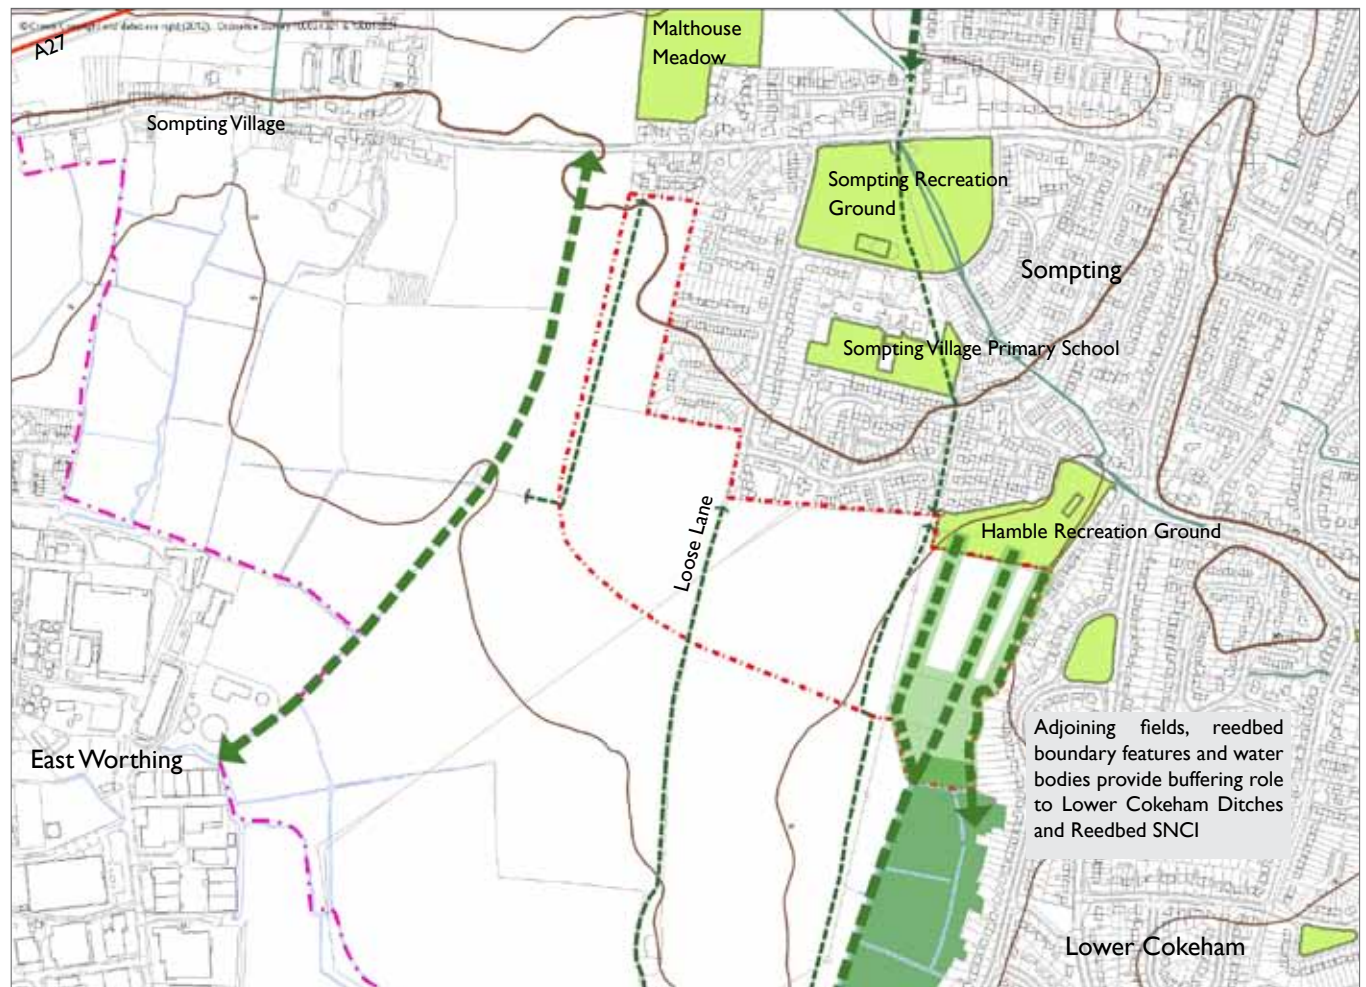 A27
Malthouse
Meadow
Sompting Village
Sompting Recreation
Ground
Sompting
Sompting Village Primary School
Loose Lane
Hamble Recreation Ground
East Worthing
Adjoining fields, reedbed
boundary features and water
bodies provide buffering role
to Lower Cokeham Ditches
and Reedbed SNCI
Lower Cokeham